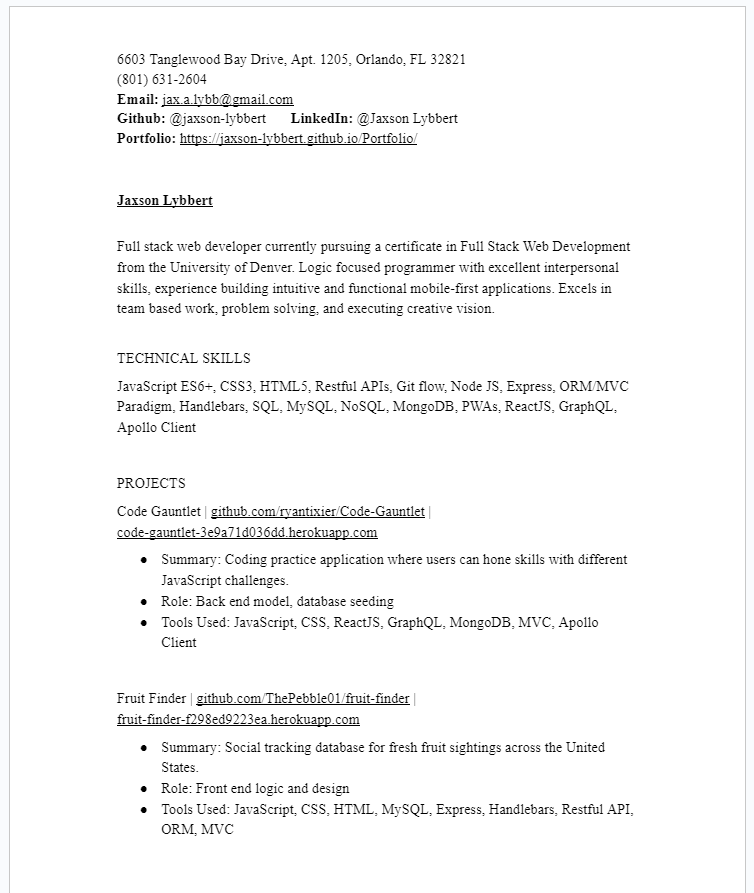 6603 Tanglewood Bay Drive, Apt. 1205, Orlando, FL 32821
(801) 631-2604
Email: jax.a.lybb@gmail.com
Github: @jaxson-lybbert LinkedIn: @Jaxson Lybbert
Portfolio: https://jaxson-lybbert.github.io/Portfolio/
Jaxson Lybbert
Full stack web developer currently pursuing a certificate in Full Stack Web Development
from the University of Denver. Logic focused programmer with excellent interpersonal
skills, experience building intuitive and functional mobile-first applications. Excels in
team based work, problem solving, and executing creative vision.
TECHNICAL SKILLS
JavaScript ES6+, CSS3, HTML5, Restful APIs, Git flow, Node JS, Express, ORM/MVC
Paradigm, Handlebars, SQL, MySQL, NoSQL, MongoDB, PWAs, ReactJS, GraphQL,
Apollo Client
PROJECTS
Code Gauntlet | github.com/ryantixier/Code-Gauntlet |
code-gauntlet-3e9a71d036dd.herokuapp.com
● Summary: Coding practice application where users can hone skills with different
JavaScript challenges.
● Role: Back end model, database seeding
● Tools Used: JavaScript, CSS, ReactJS, GraphQL, MongoDB, MVC, Apollo
Client
Fruit Finder | github.com/ThePebble01/fruit-finder |
fruit-finder-f298ed9223ea.herokuapp.com
● Summary: Social tracking database for fresh fruit sightings across the United
States.
● Role: Front end logic and design
● Tools Used: JavaScript, CSS, HTML, MySQL, Express, Handlebars, Restful API,
ORM, MVC